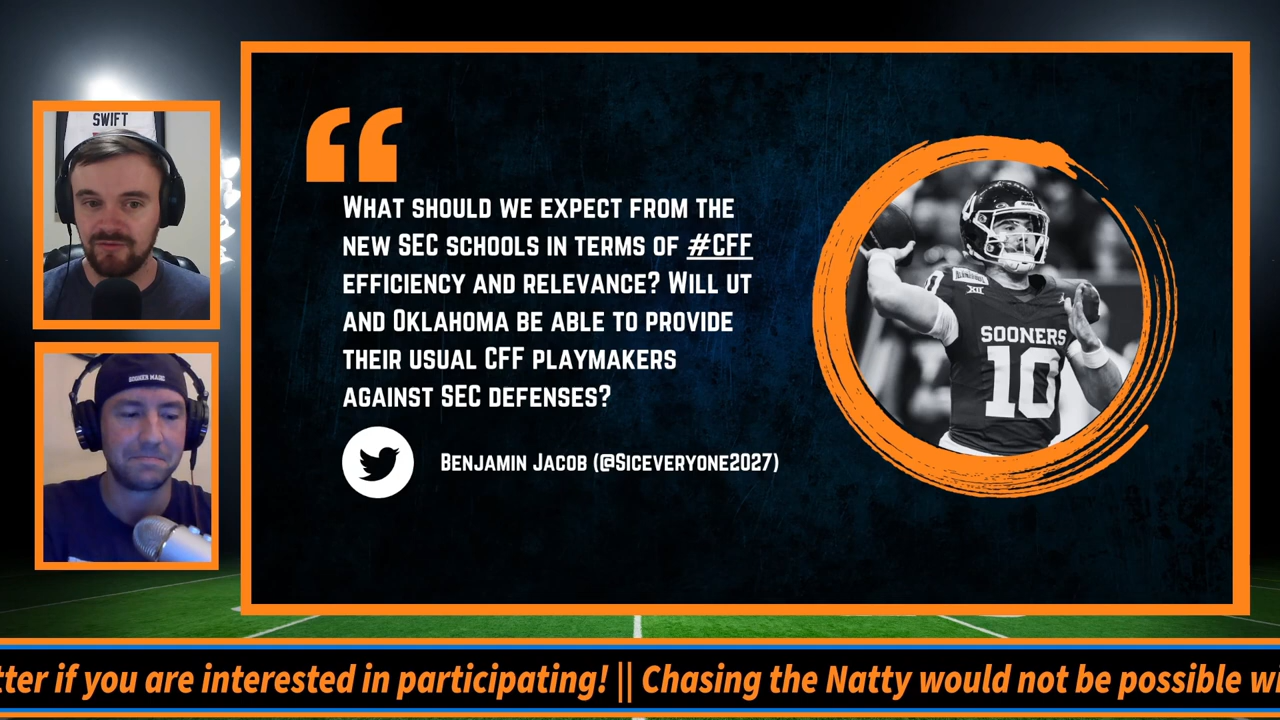 SWIFT
WHAT SHOULD WE EXPECT FROM THE
NEW SEC SCHOOLS IN TERMS OF #CFF
EFFICIENCY AND RELEVANCE? WILL UT
AND OKLAHOMA BE ABLE TO PROVIDE
THEIR USUAL CFF PLAYMAKERS
AGAINST SEC DEFENSES?
BENJAMIN JACOB (@SICEVERYONE2027)
XII
SOONERS
10
tter if you are interested in participating! || Chasing the Natty would not be possible wi